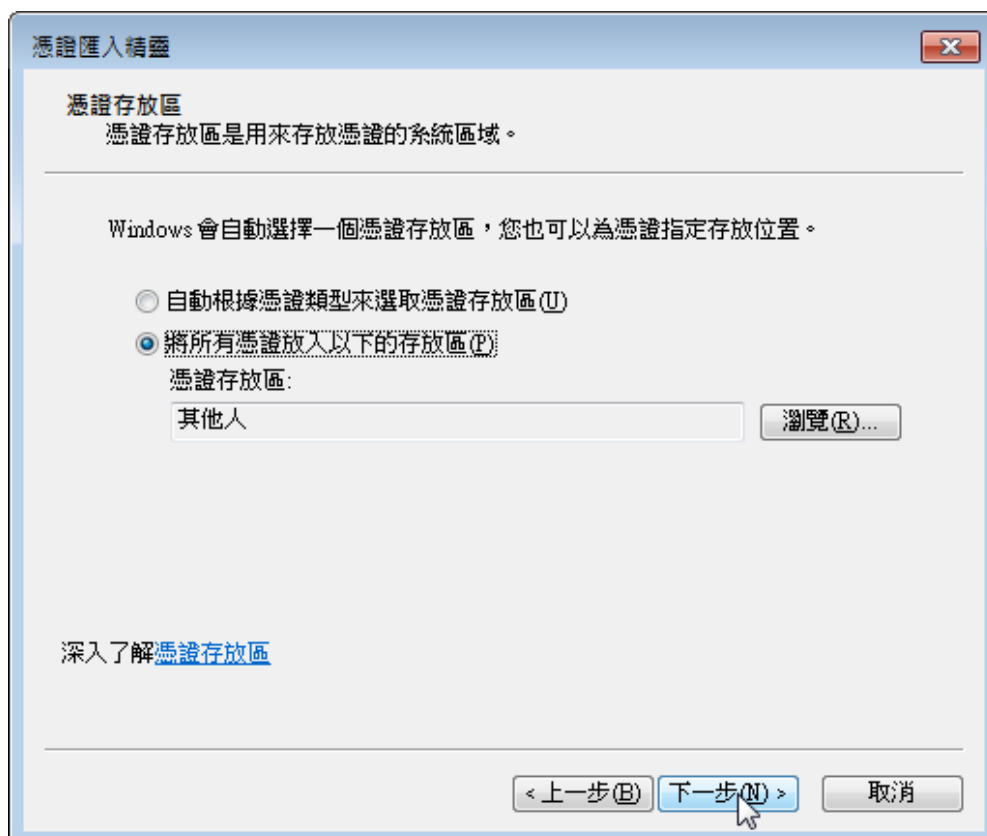 憑證匯入精靈
憑證存放區
憑證存放區是用來存放憑證的系統區域。
Windows 會自動選擇一個憑證存放區，您也可以為憑證指定存放位置。
自動根據憑證類型來選取憑證存放區(U)
將所有憑證放入以下的存放區(P)
憑證存放區:
其他人
瀏覽(R)...
深入了解憑證存放區
< 上一步(B)
下一步(N) >
取消